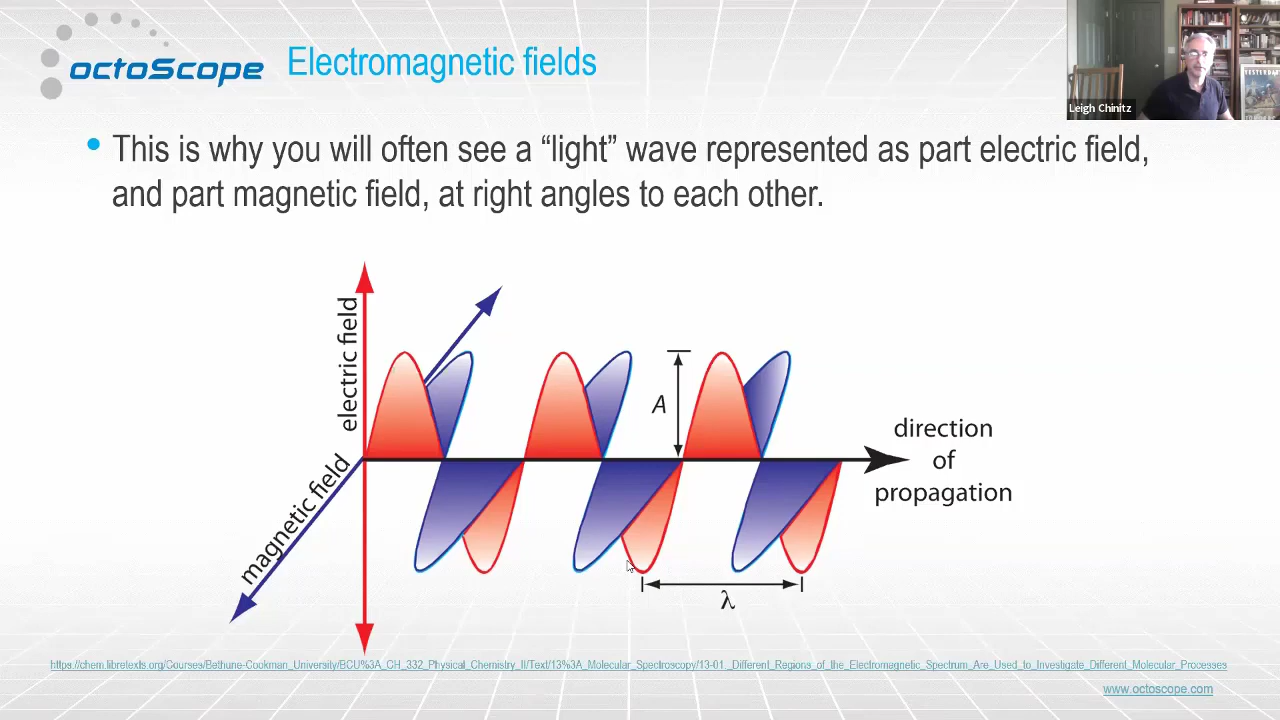 octoScope
Electromagnetic fields
Leigh Chinitz
YESTERDAY
• This is why you will often see a “light” wave represented as part electric field,
and part magnetic field, at right angles to each other.
electric field
magnetic field
A
direction
of
propagation
λ
https://chem.libretexts.org/Courses/Bethune-Cookman_University/BCU%3A_CH_332_Physical_Chemistry_II/Text/13%3A_Molecular_Spectroscopy/13-01._Different_Regions_of_the_Electromagnetic_Spectrum_Are_Used_to_Investigate_Different_Molecular_Processes
www.octoscope.com